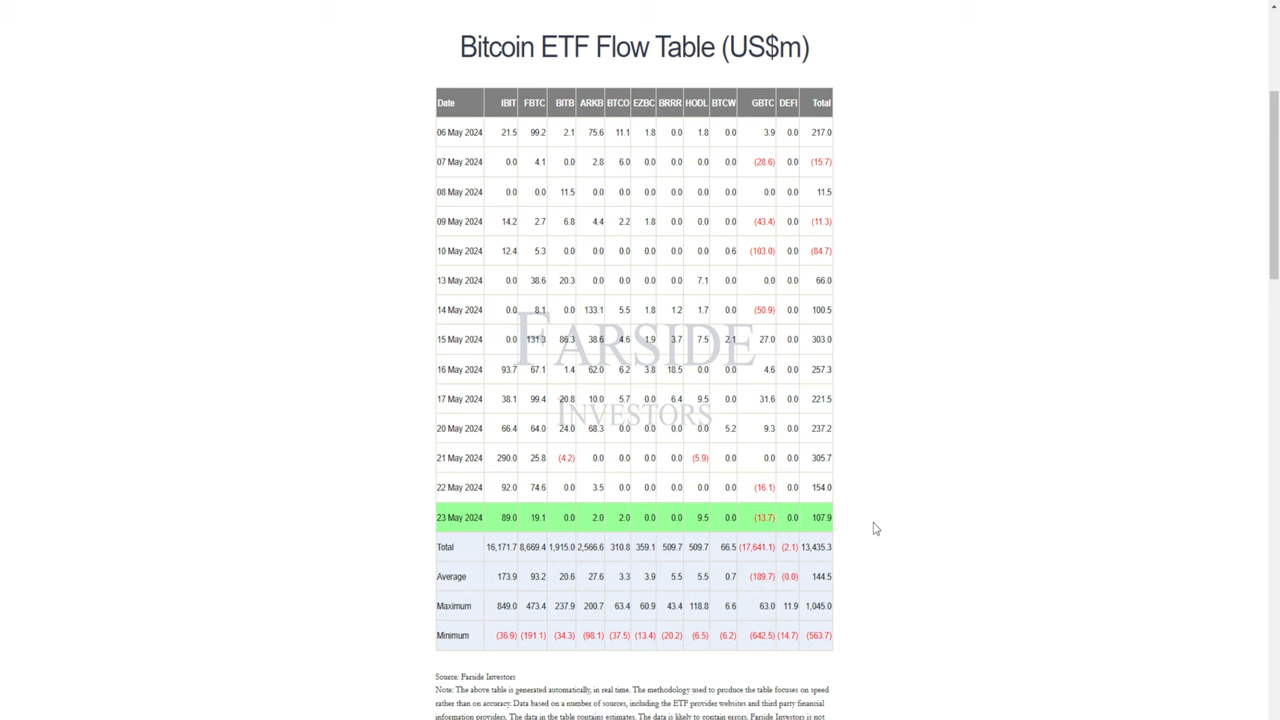 Bitcoin ETF Flow Table (US$m)
Date IBIT FBTC BITB ARKB BTCO EZBC BRRR HODL BTCW GBTC DEFI Total
06 May 2024 21.5 99.2 2.1 75.6 11.1 1.8 0.0 1.8 0.0 3.9 0.0 217.0
07 May 2024 0.0 4.1 0.0 2.8 6.0 0.0 0.0 0.0 0.0 (28.6) 0.0 (15.7)
08 May 2024 0.0 0.0 11.5 0.0 0.0 0.0 0.0 0.0 0.0 0.0 0.0 11.5
09 May 2024 14.2 2.7 6.8 4.4 2.2 1.8 0.0 0.0 0.0 (43.4) 0.0 (11.3)
10 May 2024 12.4 5.3 0.0 0.0 0.0 0.0 0.0 0.0 0.6 (103.0) 0.0 (84.7)
13 May 2024 0.0 38.6 20.3 0.0 0.0 0.0 0.0 7.1 0.0 0.0 0.0 66.0
14 May 2024 0.0 8.1 0.0 133.1 5.5 1.8 1.2 1.7 0.0 (50.9) 0.0 100.5
FARSIDE
15 May 2024 0.0 131.3 86.3 38.6 4.6 1.9 3.7 7.5 2.1 27.0 0.0 303.0
16 May 2024 93.7 67.1 1.4 62.0 6.2 3.8 18.5 0.0 0.0 4.6 0.0 257.3
17 May 2024 38.1 99.4 20.8 10.0 5.7 0.0 6.4 9.5 0.0 31.6 0.0 221.5
INVESTORS
20 May 2024 66.4 64.0 24.0 68.3 0.0 0.0 0.0 0.0 5.2 9.3 0.0 237.2
21 May 2024 290.0 25.8 (4.2) 0.0 0.0 0.0 0.0 (5.9) 0.0 0.0 0.0 305.7
22 May 2024 92.0 74.6 0.0 3.5 0.0 0.0 0.0 0.0 0.0 (16.1) 0.0 154.0
23 May 2024 89.0 19.1 0.0 2.0 2.0 0.0 0.0 9.5 0.0 (13.7) 0.0 107.9
Total 16,171.7 8,669.4 1,915.0 2,566.6 310.8 359.1 509.7 509.7 66.5 (17,641.1) (2.1) 13,435.3
Average 173.9 93.2 20.6 27.6 3.3 3.9 5.5 5.5 0.7 (189.7) (0.0) 144.5
Maximum 849.0 473.4 237.9 200.7 63.4 60.9 43.4 118.8 6.6 63.0 11.9 1,045.0
Minimum (36.9) (191.1) (34.3) (98.1) (37.5) (13.4) (20.2) (6.5) (6.2) (642.5) (14.7) (563.7)
Source: Farside Investors
Note: The above table is generated automatically, in real time. The methodology used to produce the table focuses on speed
rather than on accuracy. Data based on a number of sources, including the ETF provider websites and third party financial
information providers. The data in the table contains estimates. The data is likely to contain errors. Farside Investors is not